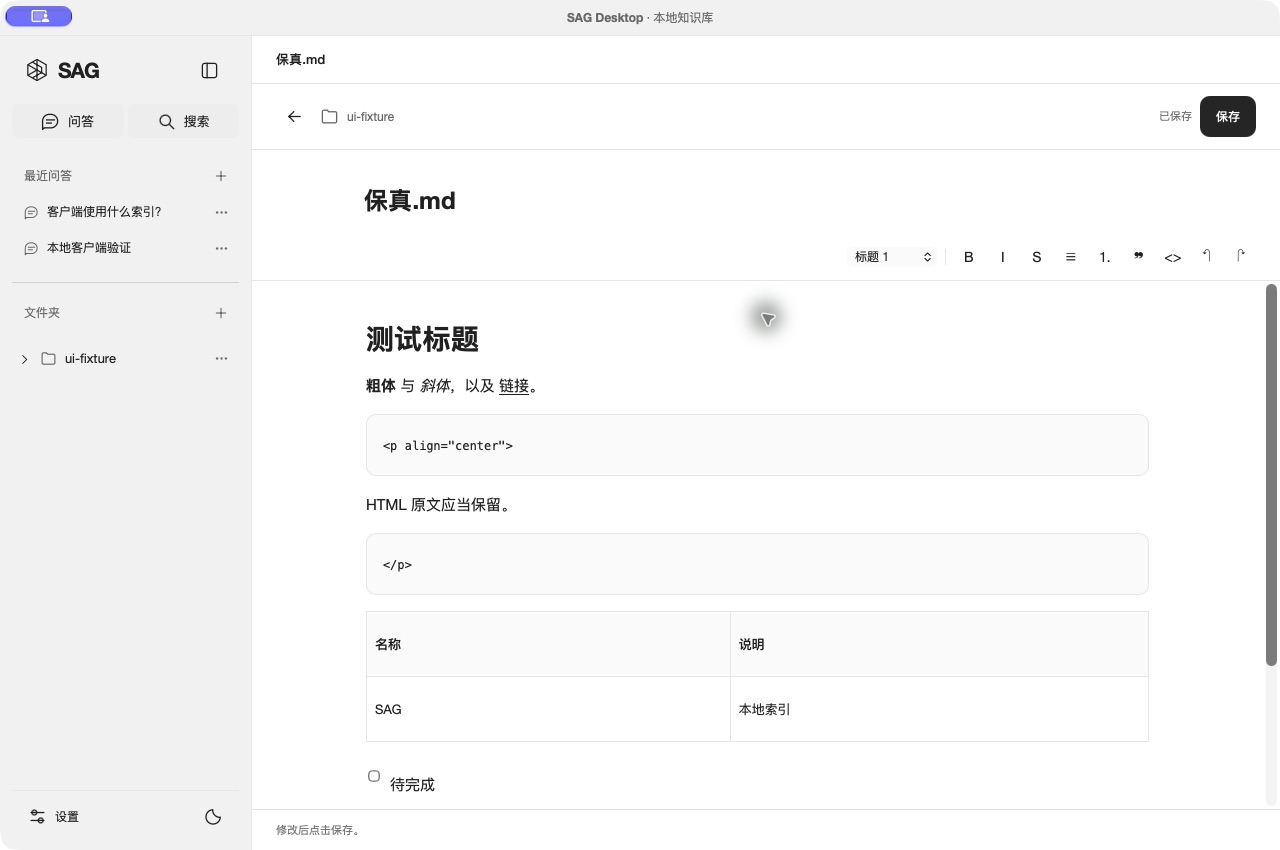 SAG Desktop · 本地知识库
SAG
问答
搜索
最近问答
客户端使用什么索引?
本地客户端验证
文件夹
ui-fixture
设置
保真.md
ui-fixture
已保存
保存
保真.md
标题 1
B I S 1. ❞ <>
测试标题
粗体 与 斜体，以及 链接。
<p align="center">
HTML 原文应当保留。
</p>
名称 说明
SAG 本地索引
待完成
修改后点击保存。